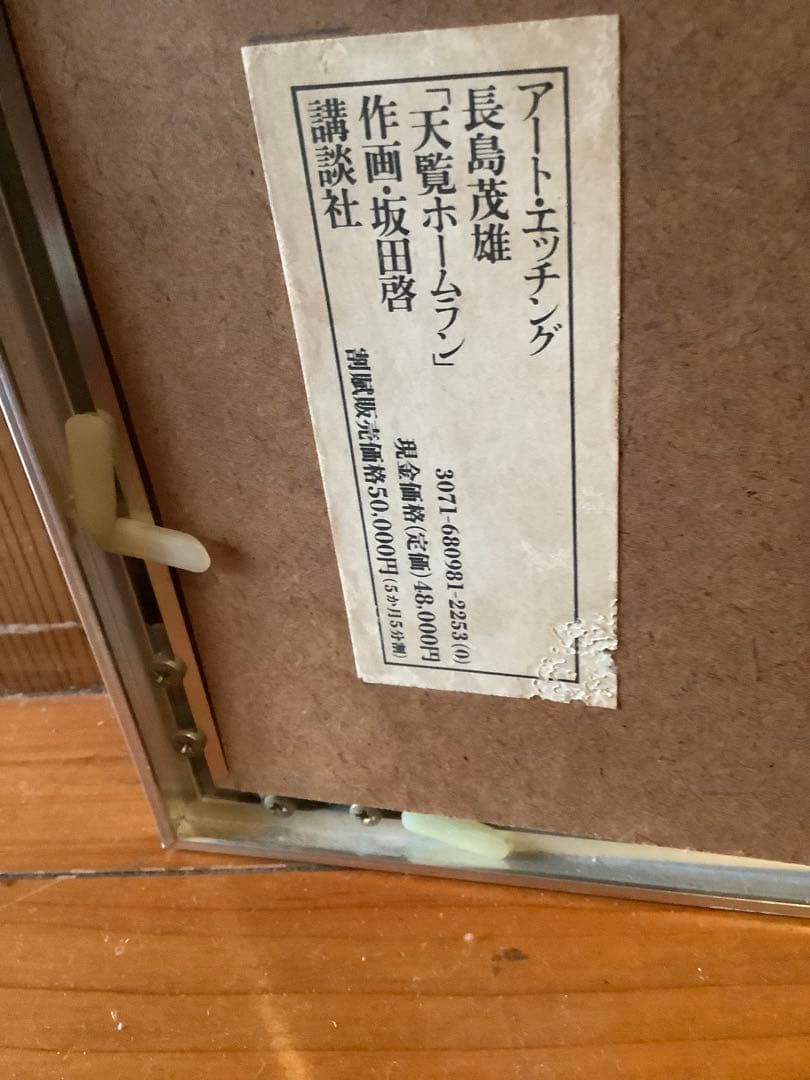 アート・エッチング
長島茂雄
「天覧ホームラン」
作画・坂田啓
講談社
3071-680981-2253(0)
現金価格(定価)48,000円
割賦販売価格50,000円(5か月5分割)